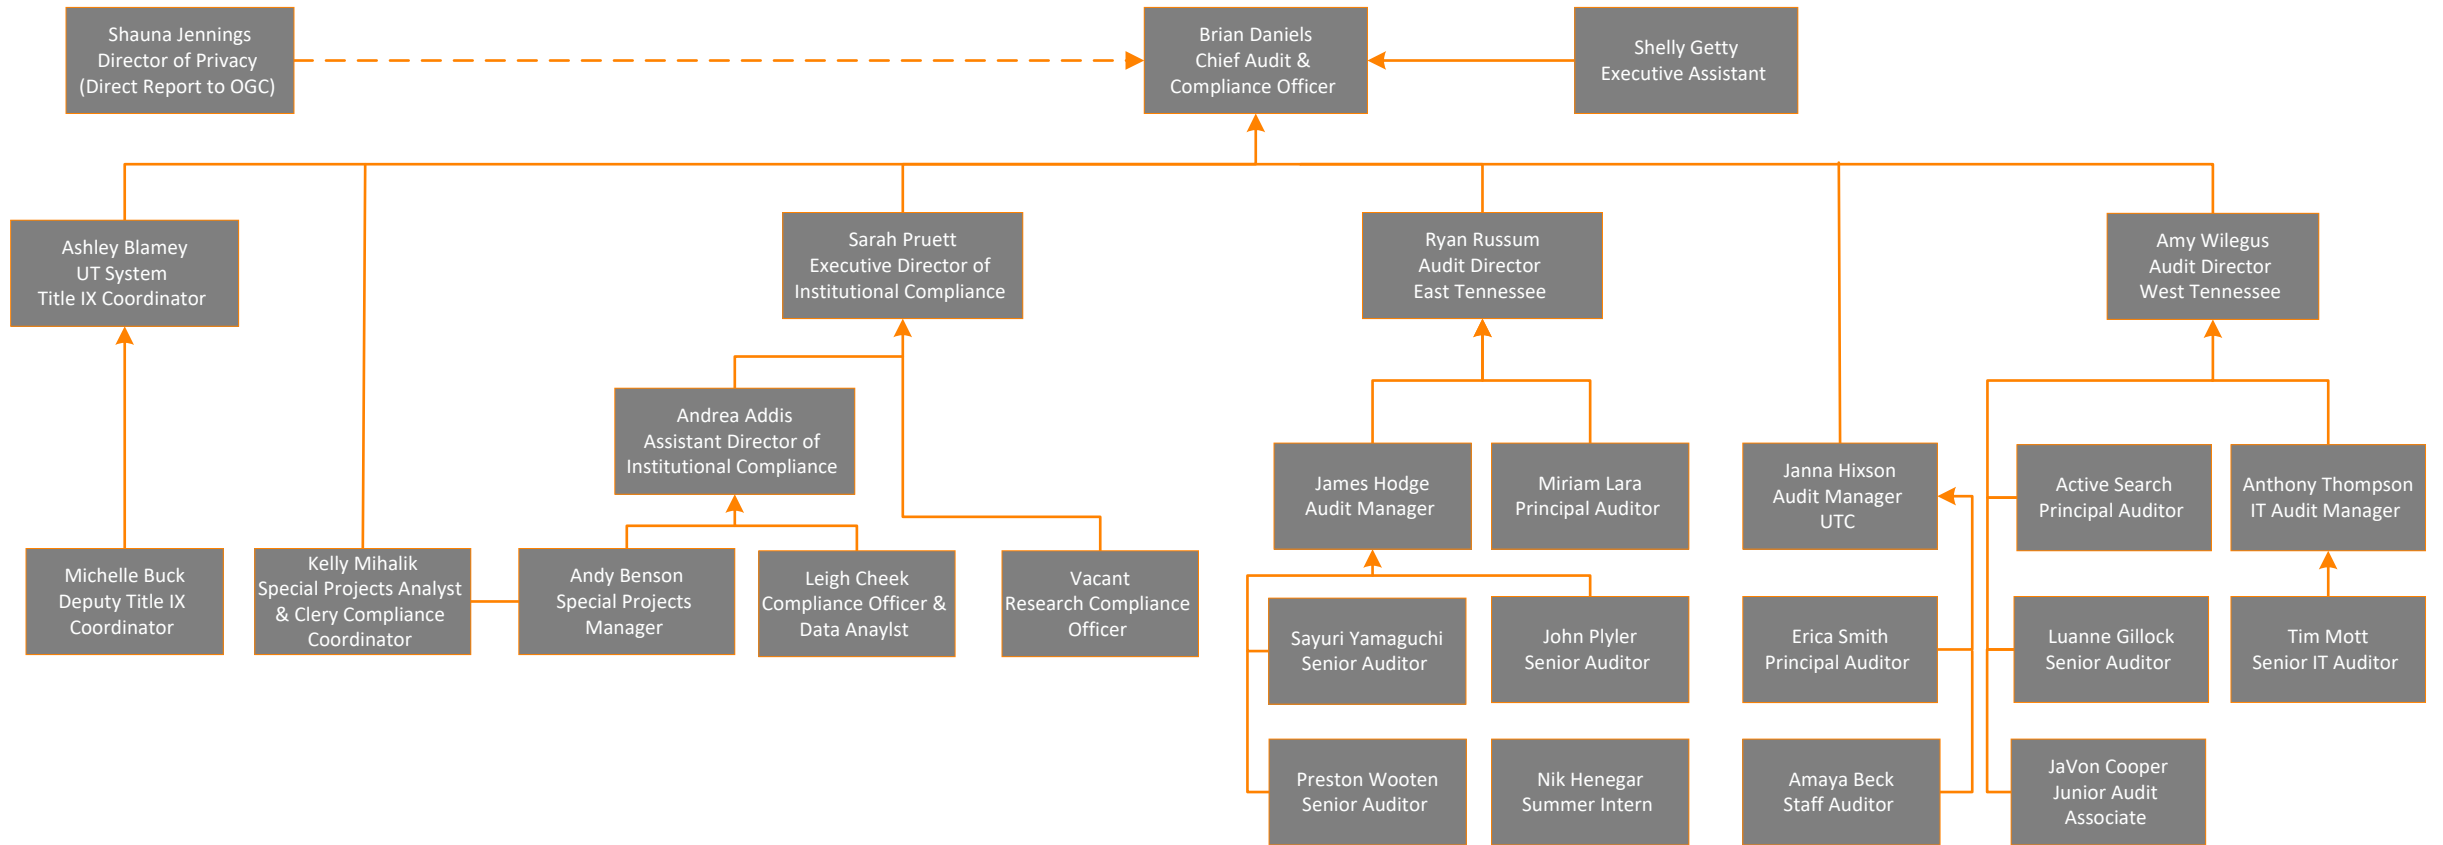 Shauna Jennings
Director of Privacy
(Direct Report to OGC)
Brian Daniels
Chief Audit &
Compliance Officer
Shelly Getty
Executive Assistant
Ashley Blamey
UT System
Title IX Coordinator
Sarah Pruett
Executive Director of
Institutional Compliance
Ryan Russum
Audit Director
East Tennessee
Amy Wilegus
Audit Director
West Tennessee
Andrea Addis
Assistant Director of
Institutional Compliance
James Hodge
Audit Manager
Miriam Lara
Principal Auditor
Janna Hixson
Audit Manager
UTC
Active Search
Principal Auditor
Anthony Thompson
IT Audit Manager
Michelle Buck
Deputy Title IX
Coordinator
Kelly Mihalik
Special Projects Analyst
& Clery Compliance
Coordinator
Andy Benson
Special Projects
Manager
Leigh Cheek
Compliance Officer &
Data Anaylst
Vacant
Research Compliance
Officer
Sayuri Yamaguchi
Senior Auditor
John Plyler
Senior Auditor
Erica Smith
Principal Auditor
Luanne Gillock
Senior Auditor
Tim Mott
Senior IT Auditor
Preston Wooten
Senior Auditor
Nik Henegar
Summer Intern
Amaya Beck
Staff Auditor
JaVon Cooper
Junior Audit
Associate